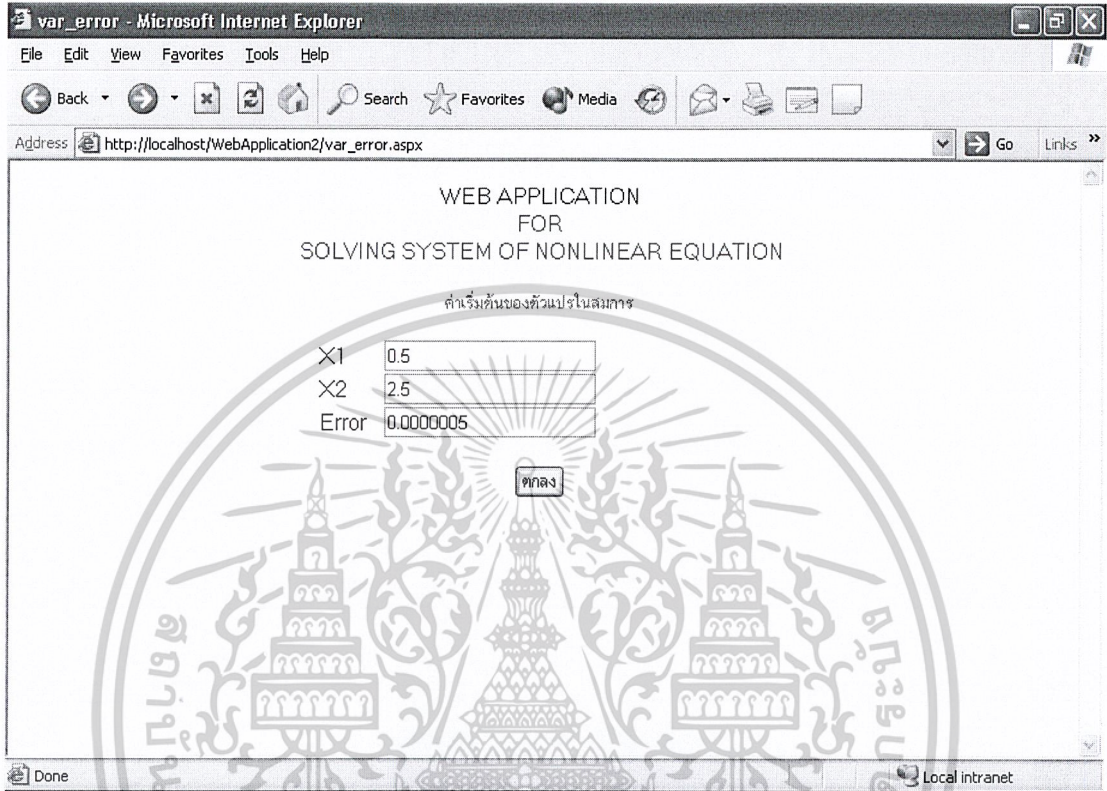 var_error - Microsoft Internet Explorer
File Edit View Favorites Tools Help
Back Search Favorites Media
Address http://localhost/WebApplication2/var_error.aspx Go Links »
WEB APPLICATION
FOR
SOLVING SYSTEM OF NONLINEAR EQUATION
ค่าเริ่มต้นของตัวแปรในสมการ
X1 0.5
X2 2.5
Error 0.0000005
ตกลง
Done Local intranet